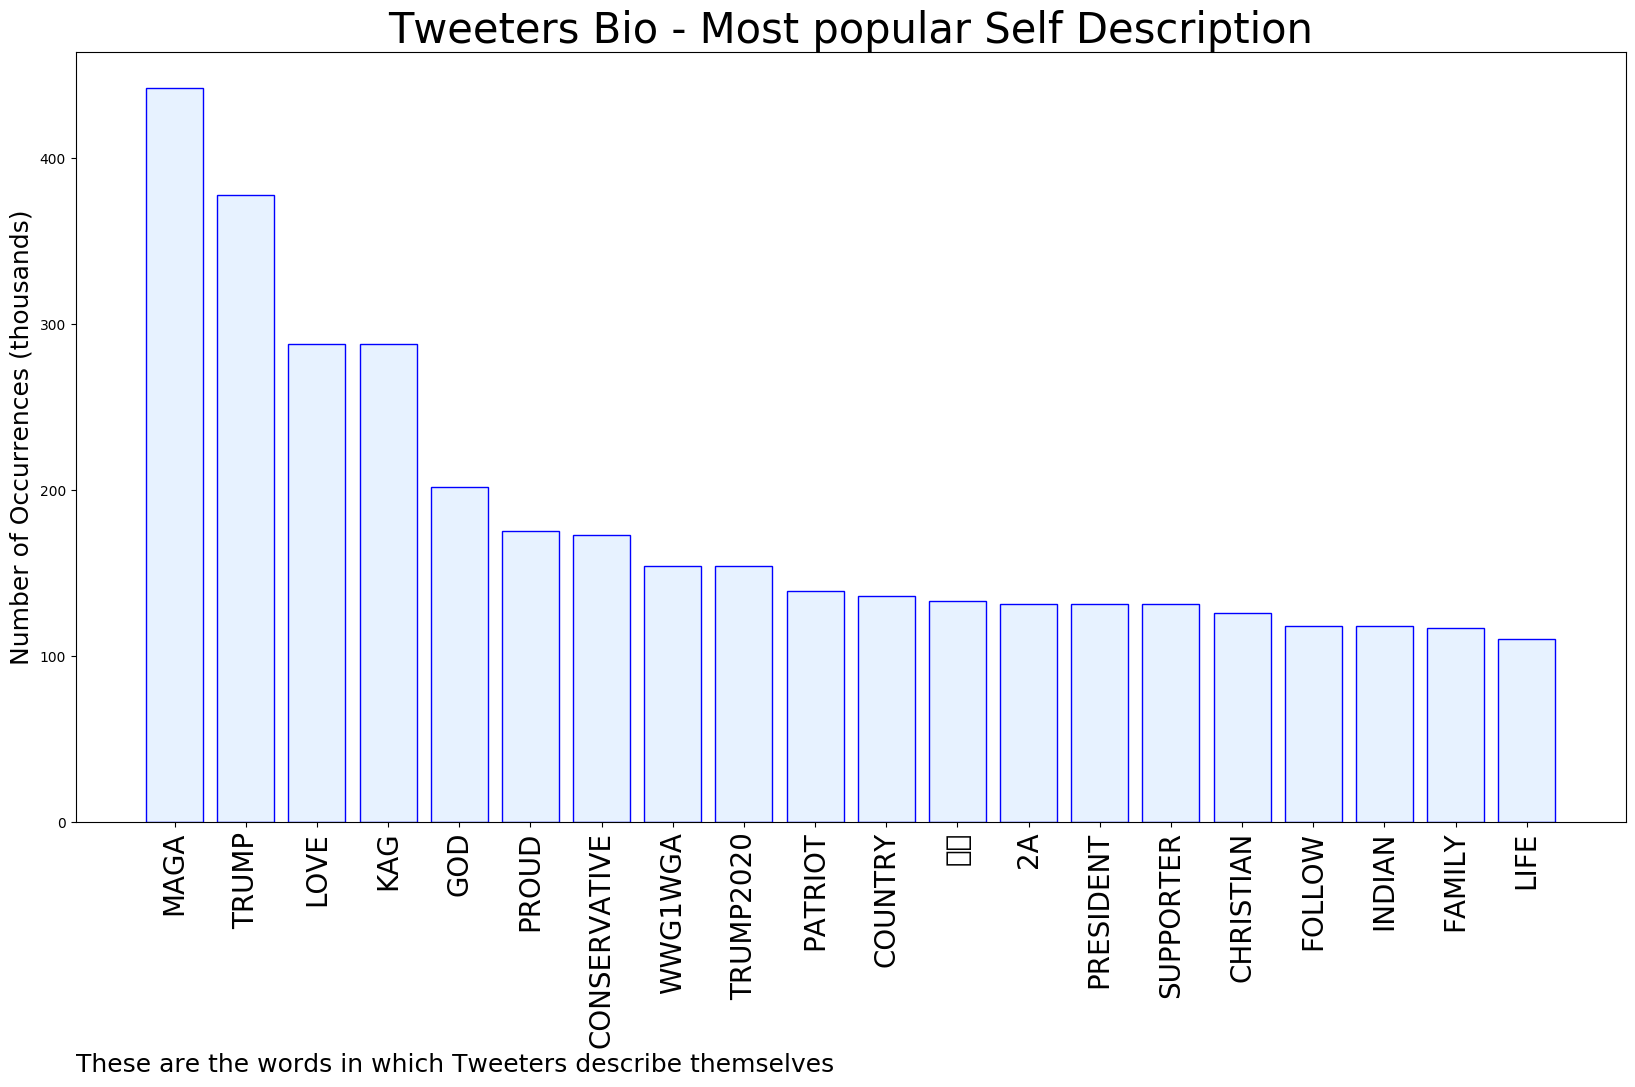 Tweeters Bio - Most popular Self Description
Number of Occurrences (thousands)
400
300
200
100
0
MAGA
TRUMP
LOVE
KAG
GOD
PROUD
CONSERVATIVE
WWG1WGA
TRUMP2020
PATRIOT
COUNTRY
2A
PRESIDENT
SUPPORTER
CHRISTIAN
FOLLOW
INDIAN
FAMILY
LIFE
These are the words in which Tweeters describe themselves